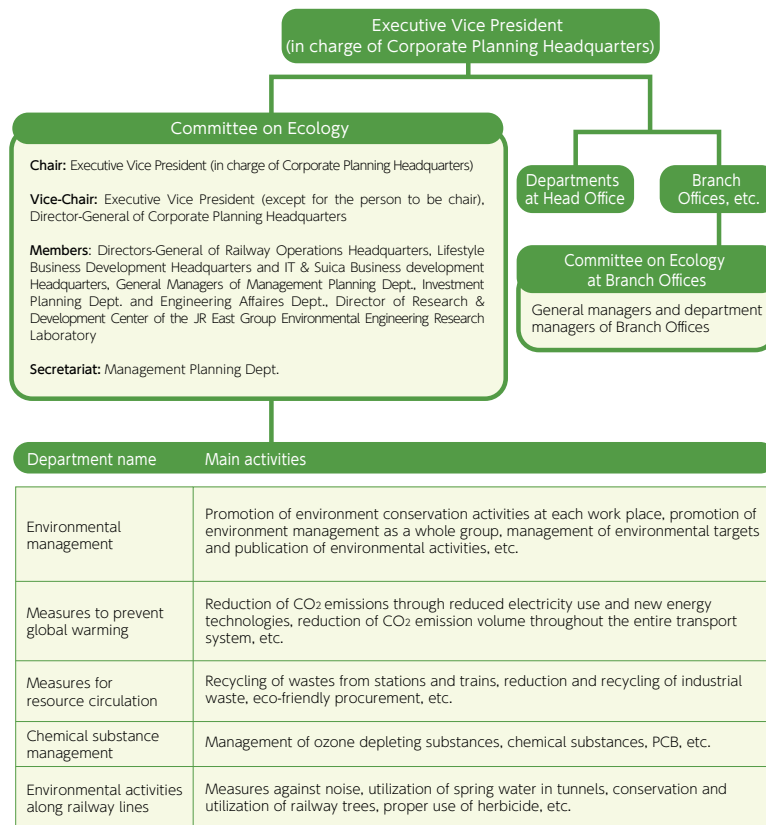 Executive Vice President
(in charge of Corporate Planning Headquarters)
Committee on Ecology
Chair: Executive Vice President (in charge of Corporate Planning Headquarters)
Vice-Chair: Executive Vice President (except for the person to be chair),
Director-General of Corporate Planning Headquarters
Members: Directors-General of Railway Operations Headquarters, Lifestyle
Business Development Headquarters and IT & Suica Business development
Headquarters, General Managers of Management Planning Dept., Investment
Planning Dept. and Engineering Affaires Dept., Director of Research &
Development Center of the JR East Group Environmental Engineering Research
Laboratory
Secretariat: Management Planning Dept.
Departments
at Head Office
Branch
Offices, etc.
Committee on Ecology
at Branch Offices
General managers and department
managers of Branch Offices
Department name
Main activities
Environmental
management
Promotion of environment conservation activities at each work place, promotion of
environment management as a whole group, management of environmental targets
and publication of environmental activities, etc.
Measures to prevent
global warming
Reduction of CO2 emissions through reduced electricity use and new energy
technologies, reduction of CO2 emission volume throughout the entire transport
system, etc.
Measures for
resource circulation
Recycling of wastes from stations and trains, reduction and recycling of industrial
waste, eco-friendly procurement, etc.
Chemical substance
management
Management of ozone depleting substances, chemical substances, PCB, etc.
Environmental activities
along railway lines
Measures against noise, utilization of spring water in tunnels, conservation and
utilization of railway trees, proper use of herbicide, etc.